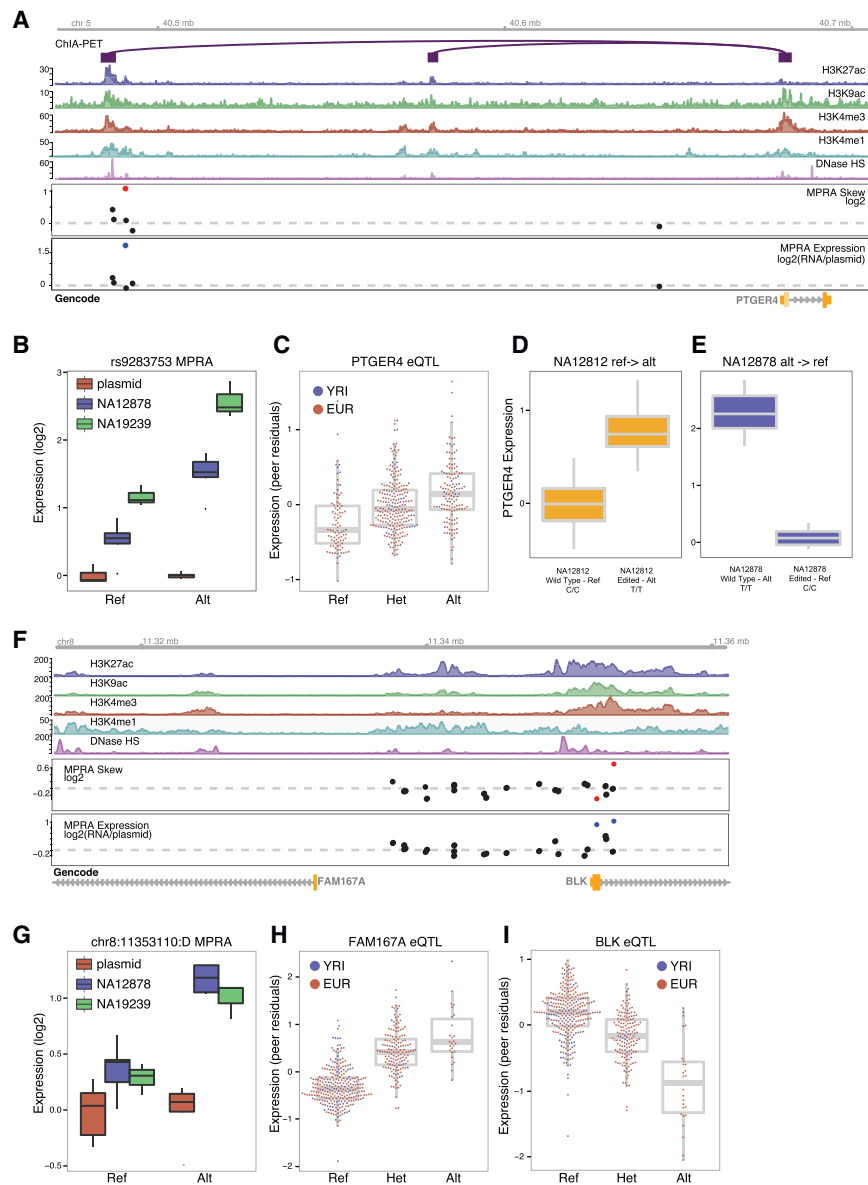 A
chr 5
40.5 mb
40.6 mb
40.7 mb
ChIA-PET
30
H3K27ac
10
H3K9ac
60
H3K4me3
50
H3K4me1
60
DNase HS
1
0
MPRA Skew
log2
1.5
0
MPRA Expression
log2(RNA/plasmid)
Gencode
PTGER4
B
rs9283753 MPRA
plasmid
NA12878
NA19239
Expression (log2)
3
2
1
0
Ref
Alt
C
PTGER4 eQTL
YRI
EUR
Expression (peer residuals)
1
0
−1
Ref
Het
Alt
D
NA12812 ref-> alt
PTGER4 Expression
1
0
NA12812
Wild Type - Ref
C/C
NA12812
Edited - Alt
T/T
E
NA12878 alt -> ref
2
1
0
NA12878
Wild Type - Alt
T/T
NA12878
Edited - Ref
C/C
F
chr8
11.32 mb
11.34 mb
11.36 mb
200
H3K27ac
200
H3K9ac
200
H3K4me3
50
H3K4me1
200
DNase HS
0.6
−0.2
MPRA Skew
log2
1
−0.2
MPRA Expression
log2(RNA/plasmid)
Gencode
FAM167A
BLK
G
chr8:11353110:D MPRA
plasmid
NA12878
NA19239
Expression (log2)
1.0
0.5
0.0
−0.5
Ref
Alt
H
FAM167A eQTL
YRI
EUR
Expression (peer residuals)
2
1
0
−1
−2
Ref
Het
Alt
I
BLK eQTL
YRI
EUR
Expression (peer residuals)
1
0
−1
−2
Ref
Het
Alt